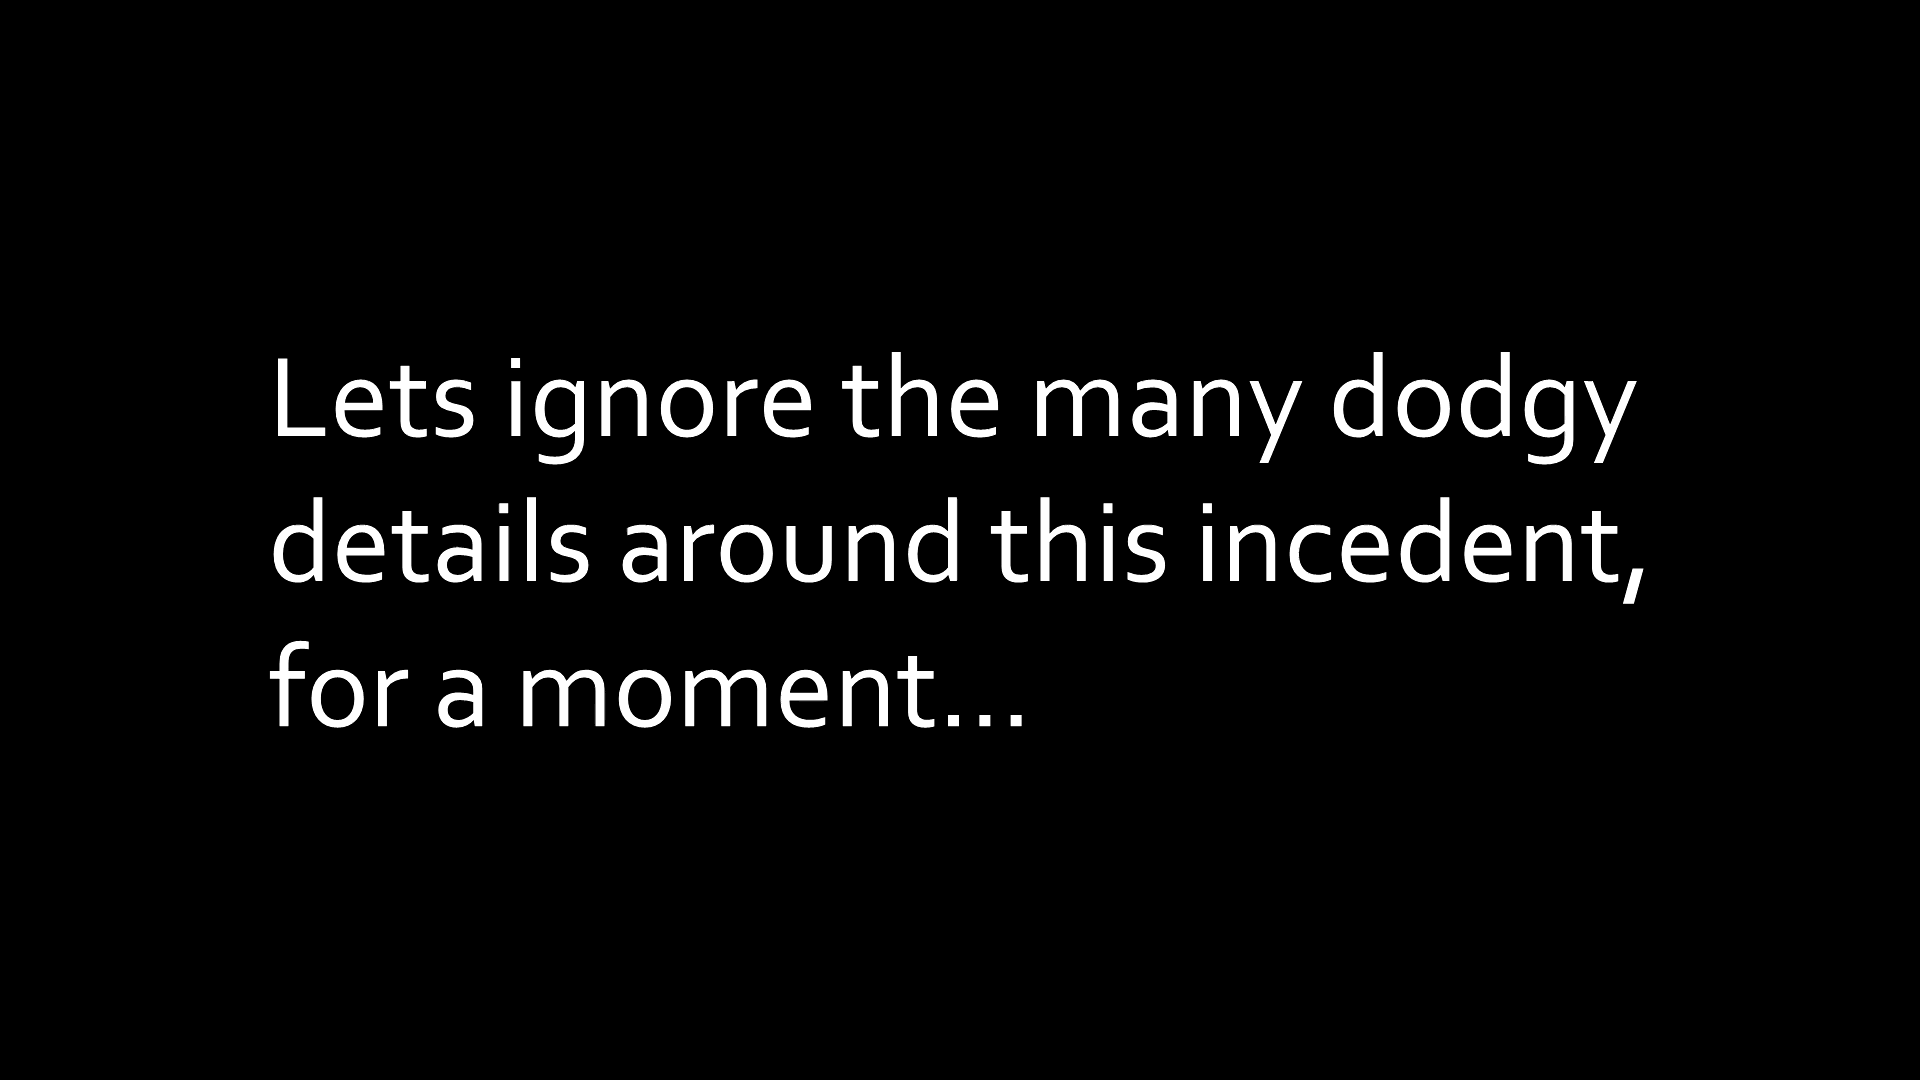 Lets ignore the many dodgy
details around this incedent,
for a moment...